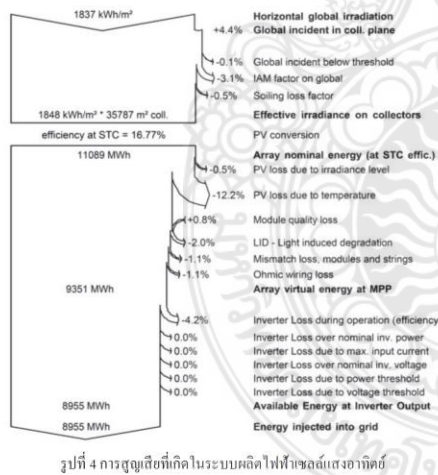 1837 kWh/m² Horizontal global irradiation
+4.4% Global incident in coll. plane
-0.1% Global incident below threshold
-3.1% IAM factor on global
-0.5% Soiling loss factor
1848 kWh/m² * 35787 m² coll. Effective irradiance on collectors
efficiency at STC = 16.77% PV conversion
11089 MWh Array nominal energy (at STC effic.)
-0.5% PV loss due to irradiance level
-12.2% PV loss due to temperature
+0.8% Module quality loss
-2.0% LID - Light induced degradation
-1.1% Mismatch loss, modules and strings
-1.1% Ohmic wiring loss
9351 MWh Array virtual energy at MPP
-4.2% Inverter Loss during operation (efficiency
0.0% Inverter Loss over nominal inv. power
0.0% Inverter Loss due to max. input current
0.0% Inverter Loss over nominal inv. voltage
0.0% Inverter Loss due to power threshold
0.0% Inverter Loss due to voltage threshold
8955 MWh Available Energy at Inverter Output
8955 MWh Energy injected into grid
รูปที่ 4 การสูญเสียที่เกิดในระบบผลิตไฟฟ้าเซลล์แสงอาทิตย์